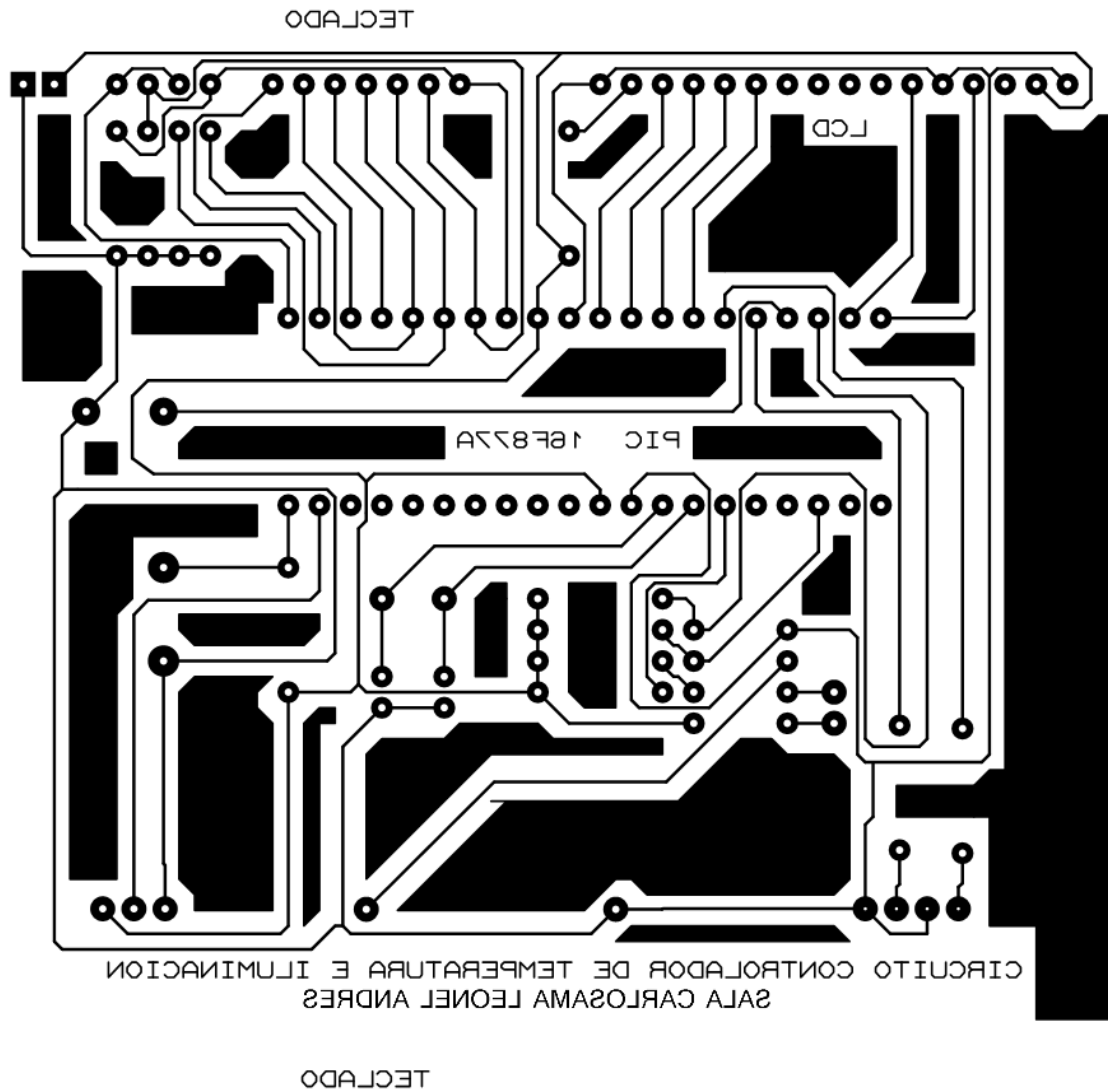 TECLADO
LCD
PIC 16F877A
CIRCUITO CONTROLADOR DE TEMPERATURA E ILUMINACION
SALA CARLOSAMA LEONEL ANDRES
TECLADO